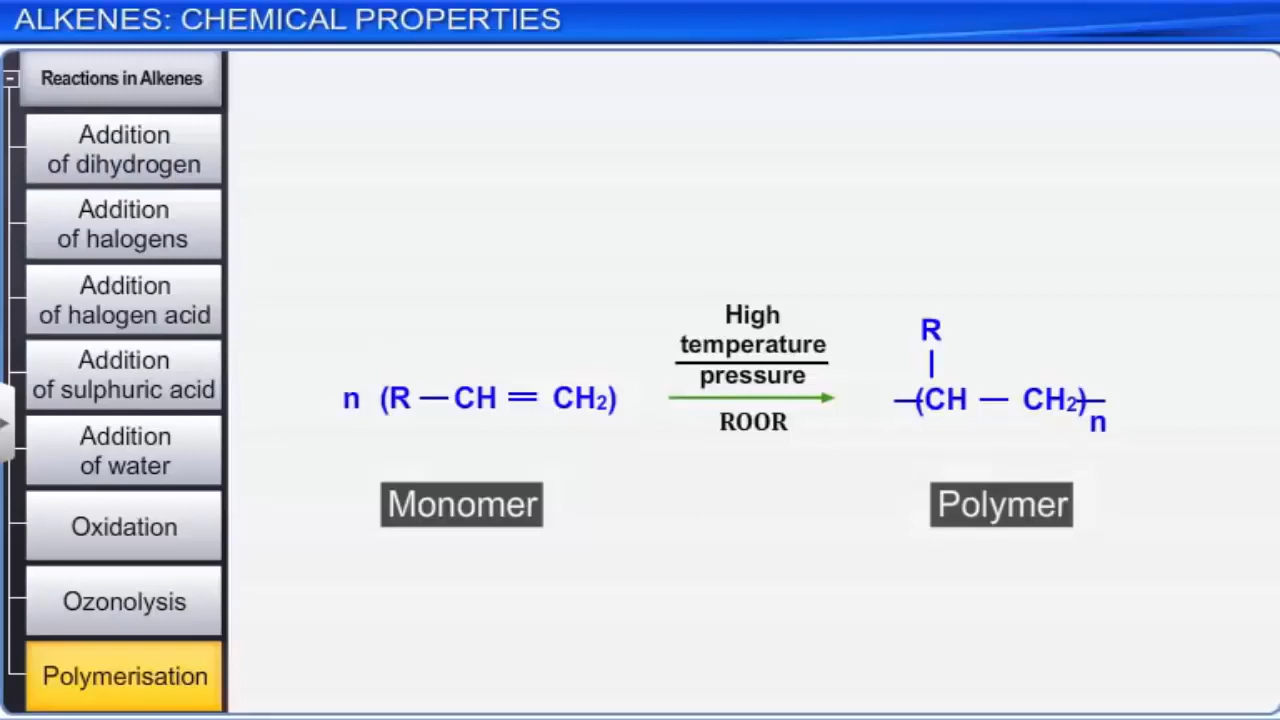 ALKENES: CHEMICAL PROPERTIES
Reactions in Alkenes
Addition
of dihydrogen
Addition
of halogens
Addition
of halogen acid
Addition
of sulphuric acid
Addition
of water
Oxidation
Ozonolysis
Polymerisation
n (R — CH = CH₂)
High
temperature
pressure
ROOR
R
|
—(CH — CH₂)—
n
Monomer
Polymer